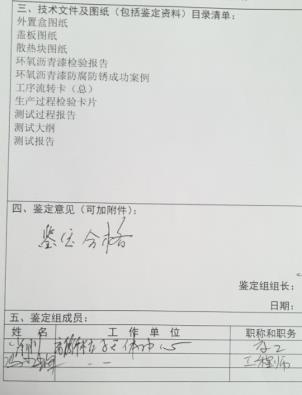 三、技术文件及图纸（包括鉴定资料）目录清单：
外置盒图纸
盖板图纸
散热块图纸
环氧沥青漆检验报告
环氧沥青漆防腐防锈成功案例
工序流转卡（总）
生产过程检验卡片
测试过程报告
测试大纲
测试报告
四、鉴定意见（可加附件）：
鉴定合格
鉴定组组长：
日期：
五、鉴定组成员：
姓 名 工 作 单 位 职称和职务
工程师